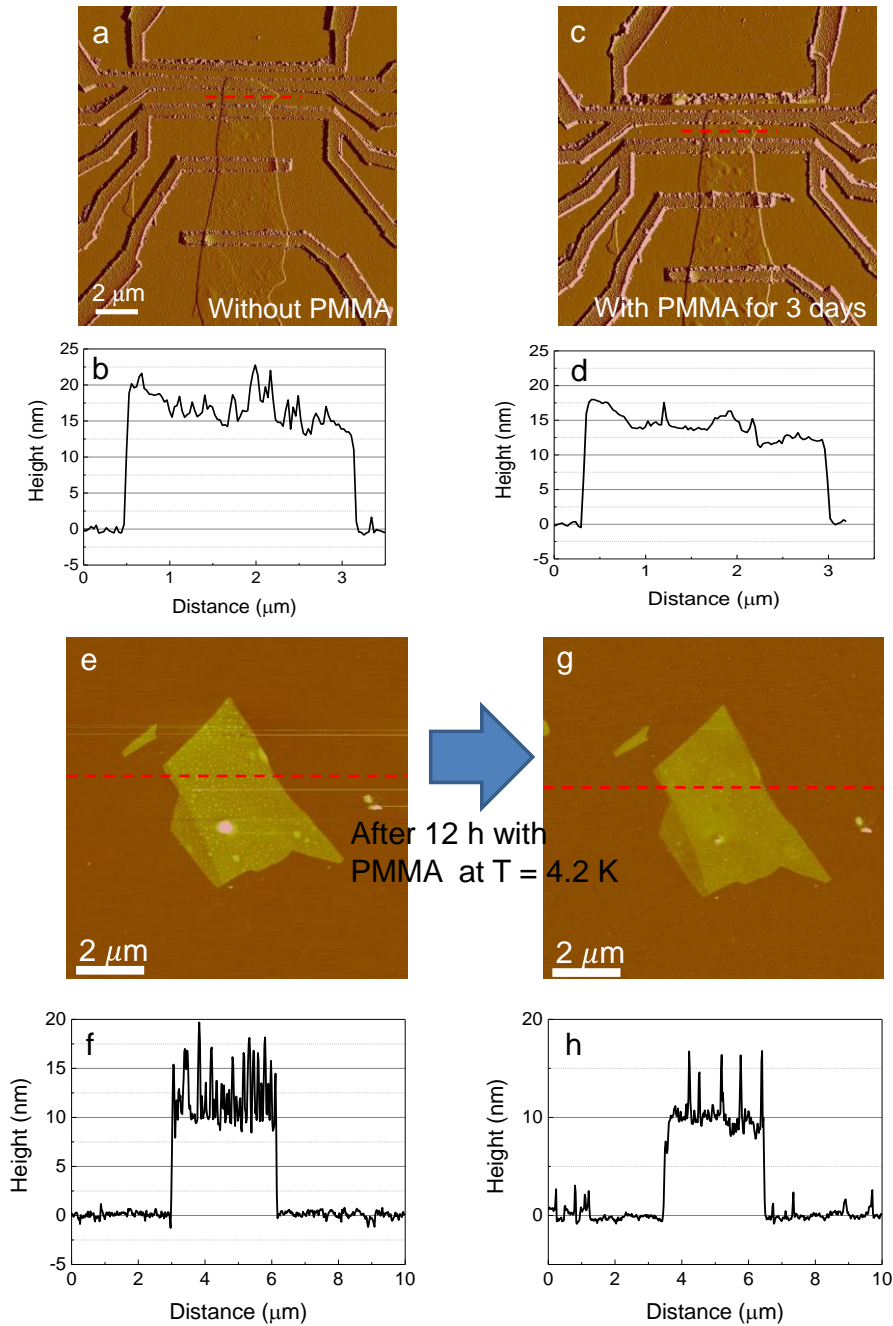 a
2 μm
Without PMMA
c
With PMMA for 3 days
b
25
20
15
10
5
0
-5
Height (nm)
0 1 2 3
Distance (μm)
d
25
20
15
10
5
0
-5
Height (nm)
0 1 2 3
Distance (μm)
e
2 μm
After 12 h with
PMMA at T = 4.2 K
g
2 μm
f
20
15
10
5
0
-5
Height (nm)
0 2 4 6 8 10
Distance (μm)
h
20
15
10
5
0
-5
Height (nm)
0 2 4 6 8 10
Distance (μm)